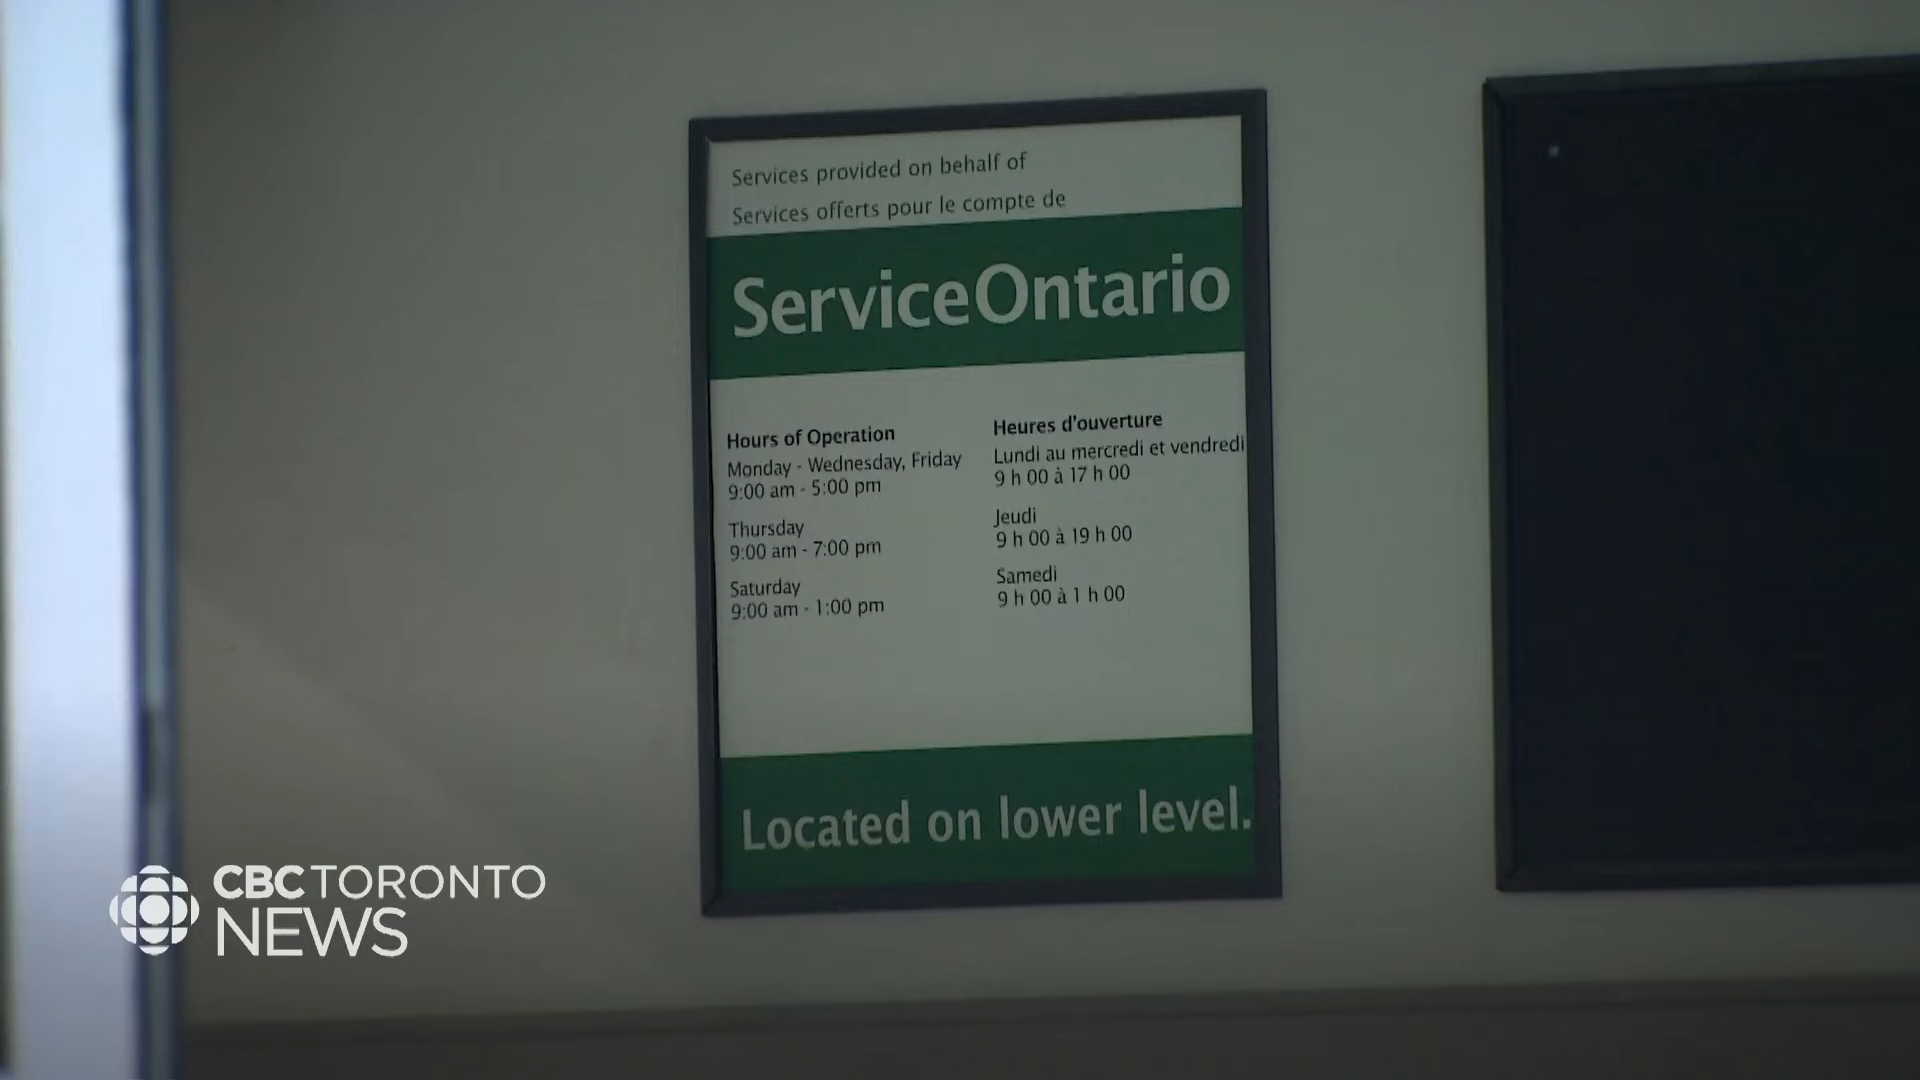 Services provided on behalf of
Services offerts pour le compte de
ServiceOntario
Hours of Operation
Monday - Wednesday, Friday
9:00 am - 5:00 pm
Thursday
9:00 am - 7:00 pm
Saturday
9:00 am - 1:00 pm
Heures d'ouverture
Lundi au mercredi et vendredi
9 h 00 à 17 h 00
Jeudi
9 h 00 à 19 h 00
Samedi
9 h 00 à 1 h 00
Located on lower level.
CBC TORONTO
NEWS